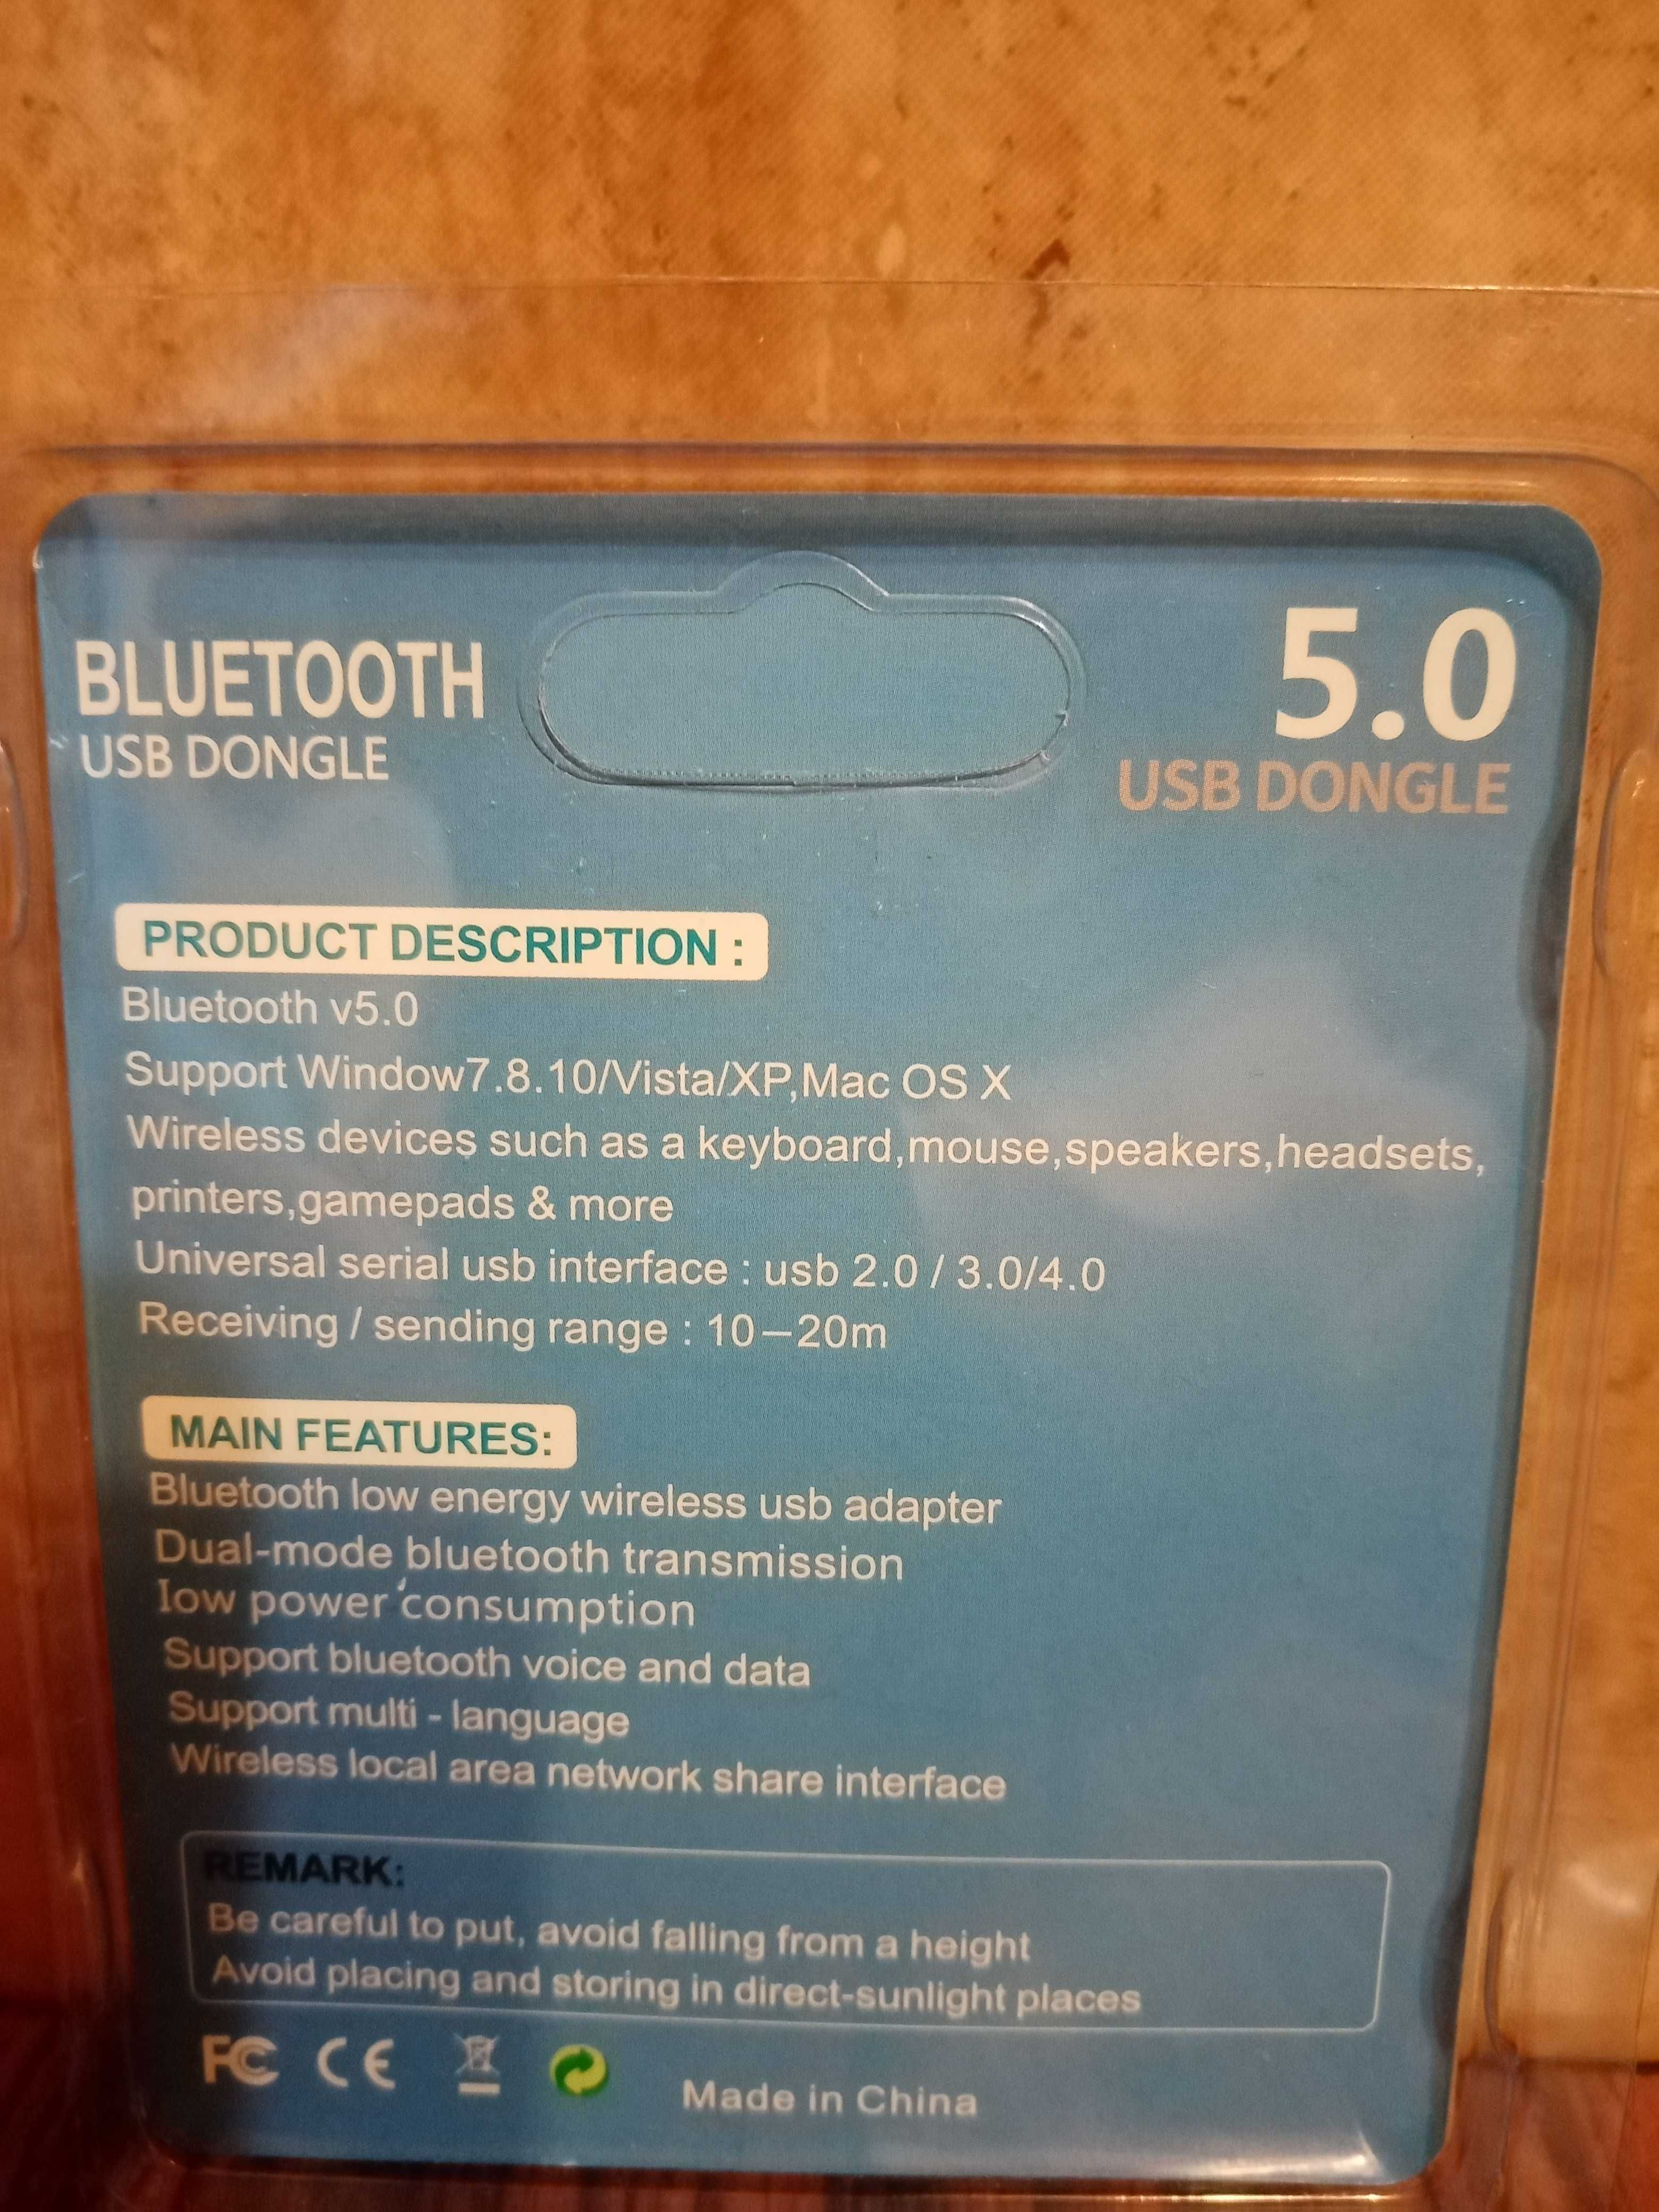 BLUETOOTH
USB DONGLE
5.0
USB DONGLE
PRODUCT DESCRIPTION :
Bluetooth v5.0
Support Window7.8.10/Vista/XP,Mac OS X
Wireless devices such as a keyboard,mouse,speakers,headsets,
printers,gamepads & more
Universal serial usb interface : usb 2.0 / 3.0/4.0
Receiving / sending range : 10–20m
MAIN FEATURES:
Bluetooth low energy wireless usb adapter
Dual-mode bluetooth transmission
low power consumption
Support bluetooth voice and data
Support multi - language
Wireless local area network share interface
REMARK:
Be careful to put, avoid falling from a height
Avoid placing and storing in direct-sunlight places
FC CE Made in China